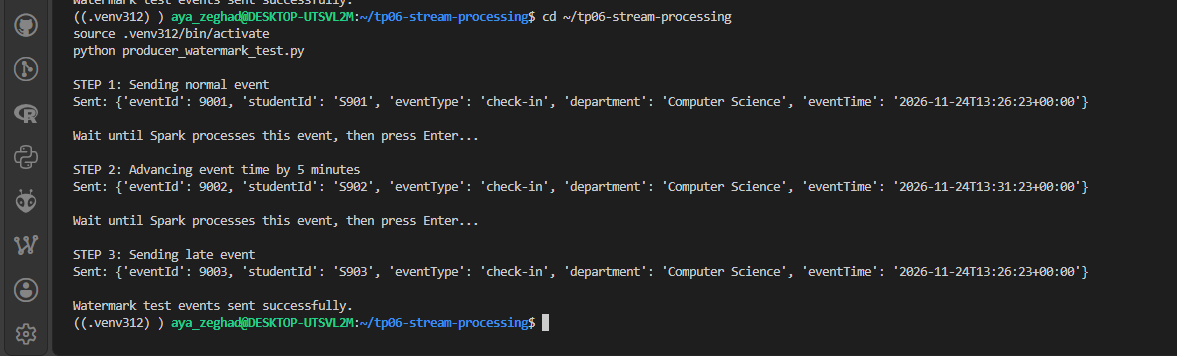 Watermark test events sent successfully.
((.venv312) ) aya_zeghad@DESKTOP-UTSVL2M:~/tp06-stream-processing$ cd ~/tp06-stream-processing
source .venv312/bin/activate
python producer_watermark_test.py
STEP 1: Sending normal event
Sent: {'eventId': 9001, 'studentId': 'S901', 'eventType': 'check-in', 'department': 'Computer Science', 'eventTime': '2026-11-24T13:26:23+00:00'}
Wait until Spark processes this event, then press Enter...
STEP 2: Advancing event time by 5 minutes
Sent: {'eventId': 9002, 'studentId': 'S902', 'eventType': 'check-in', 'department': 'Computer Science', 'eventTime': '2026-11-24T13:31:23+00:00'}
Wait until Spark processes this event, then press Enter...
STEP 3: Sending late event
Sent: {'eventId': 9003, 'studentId': 'S903', 'eventType': 'check-in', 'department': 'Computer Science', 'eventTime': '2026-11-24T13:26:23+00:00'}
Watermark test events sent successfully.
((.venv312) ) aya_zeghad@DESKTOP-UTSVL2M:~/tp06-stream-processing$